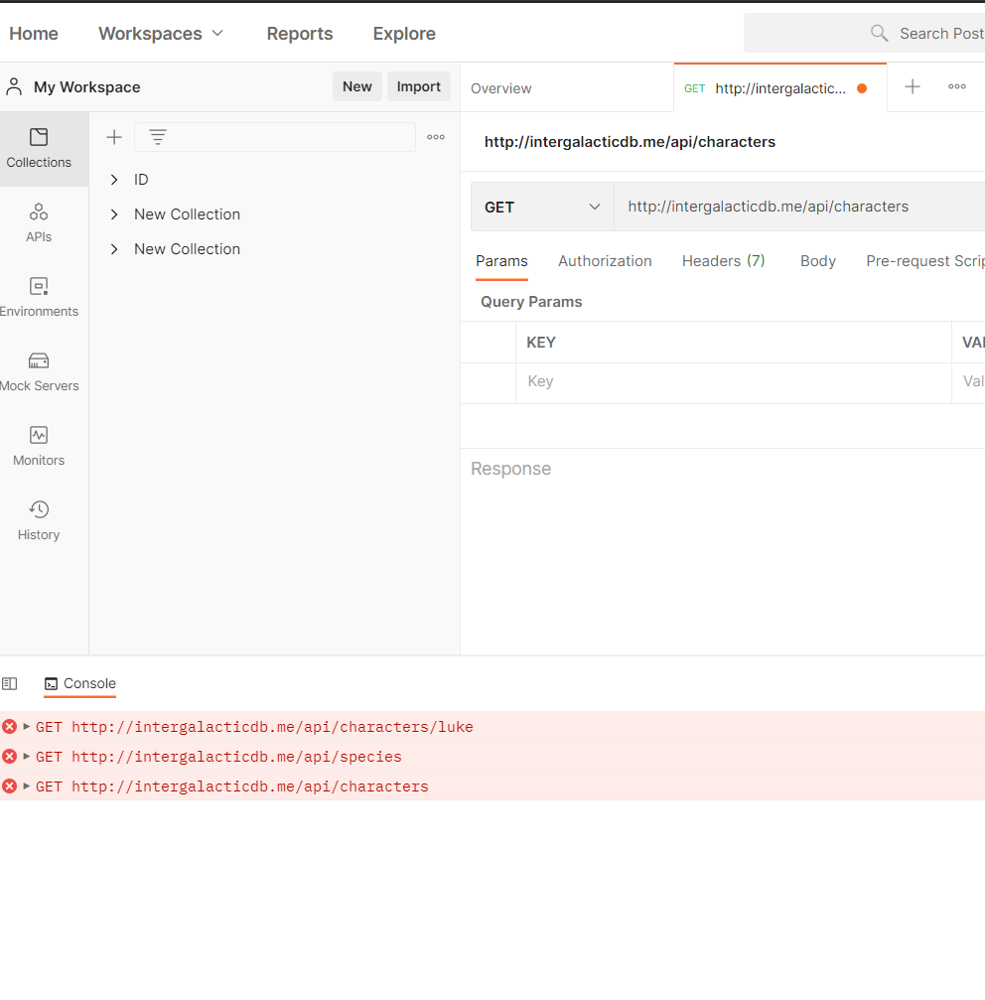 Home Workspaces Reports Explore Search Post
My Workspace New Import
Overview GET http://intergalactic...
Collections
ID
New Collection
New Collection
APIs
Environments
Mock Servers
Monitors
History
http://intergalacticdb.me/api/characters
GET http://intergalacticdb.me/api/characters
Params Authorization Headers (7) Body Pre-request Scrip
Query Params
KEY VAL
Key Val
Response
Console
GET http://intergalacticdb.me/api/characters/luke
GET http://intergalacticdb.me/api/species
GET http://intergalacticdb.me/api/characters